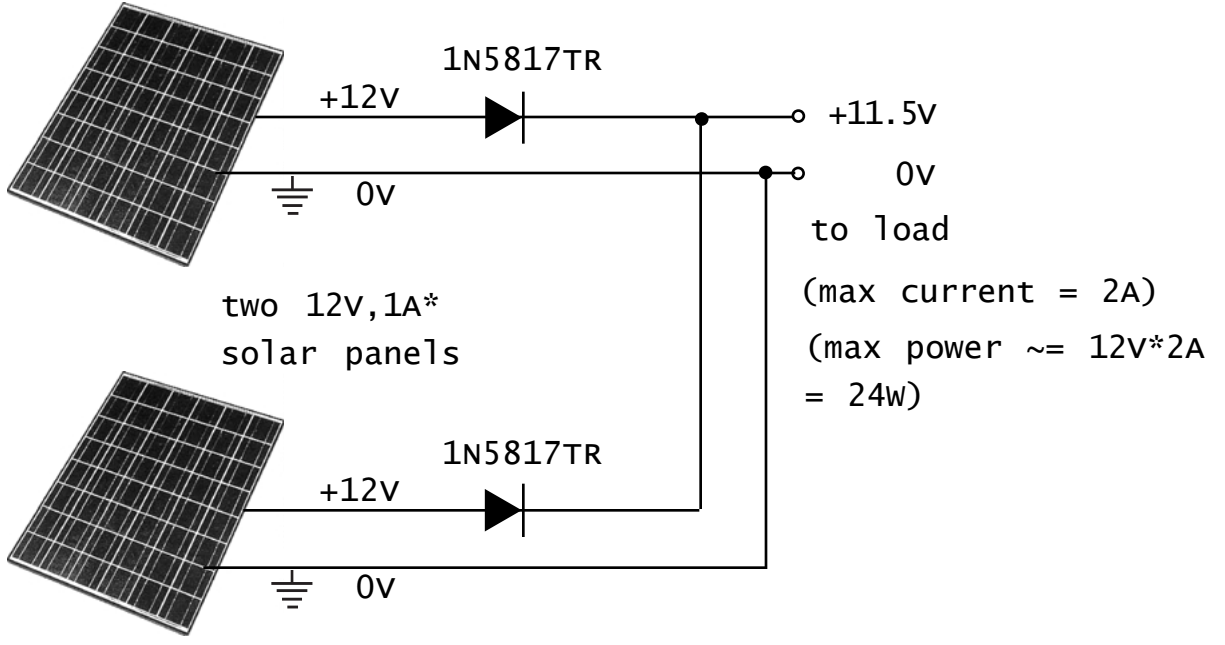 1N5817TR
+12V
+11.5V
0V
0V
to load
two 12V,1A*
solar panels
(max current = 2A)
(max power ~= 12V*2A
= 24W)
1N5817TR
+12V
0V